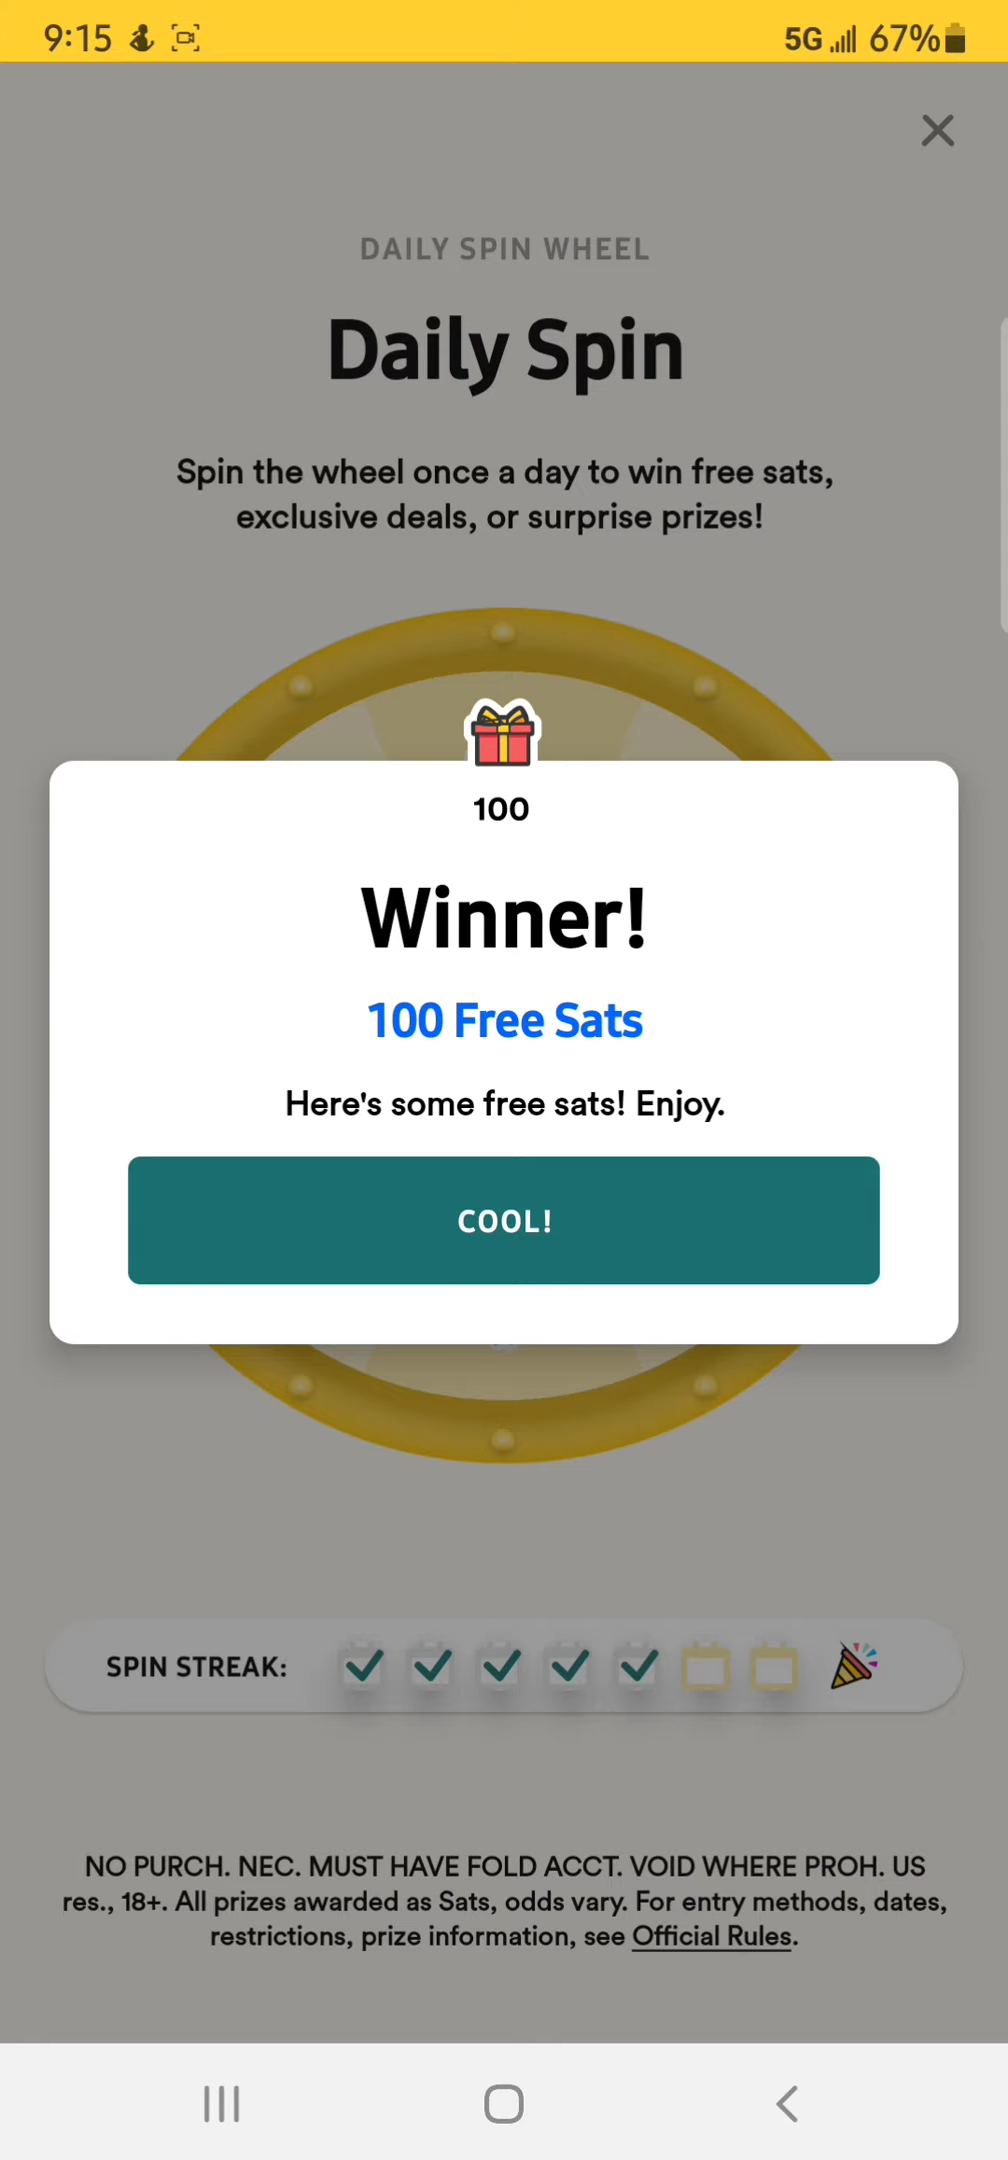 9:15
5G 67%
DAILY SPIN WHEEL
Daily Spin
Spin the wheel once a day to win free sats,
exclusive deals, or surprise prizes!
100
Winner!
100 Free Sats
Here's some free sats! Enjoy.
COOL!
SPIN STREAK:
NO PURCH. NEC. MUST HAVE FOLD ACCT. VOID WHERE PROH. US
res., 18+. All prizes awarded as Sats, odds vary. For entry methods, dates,
restrictions, prize information, see Official Rules.